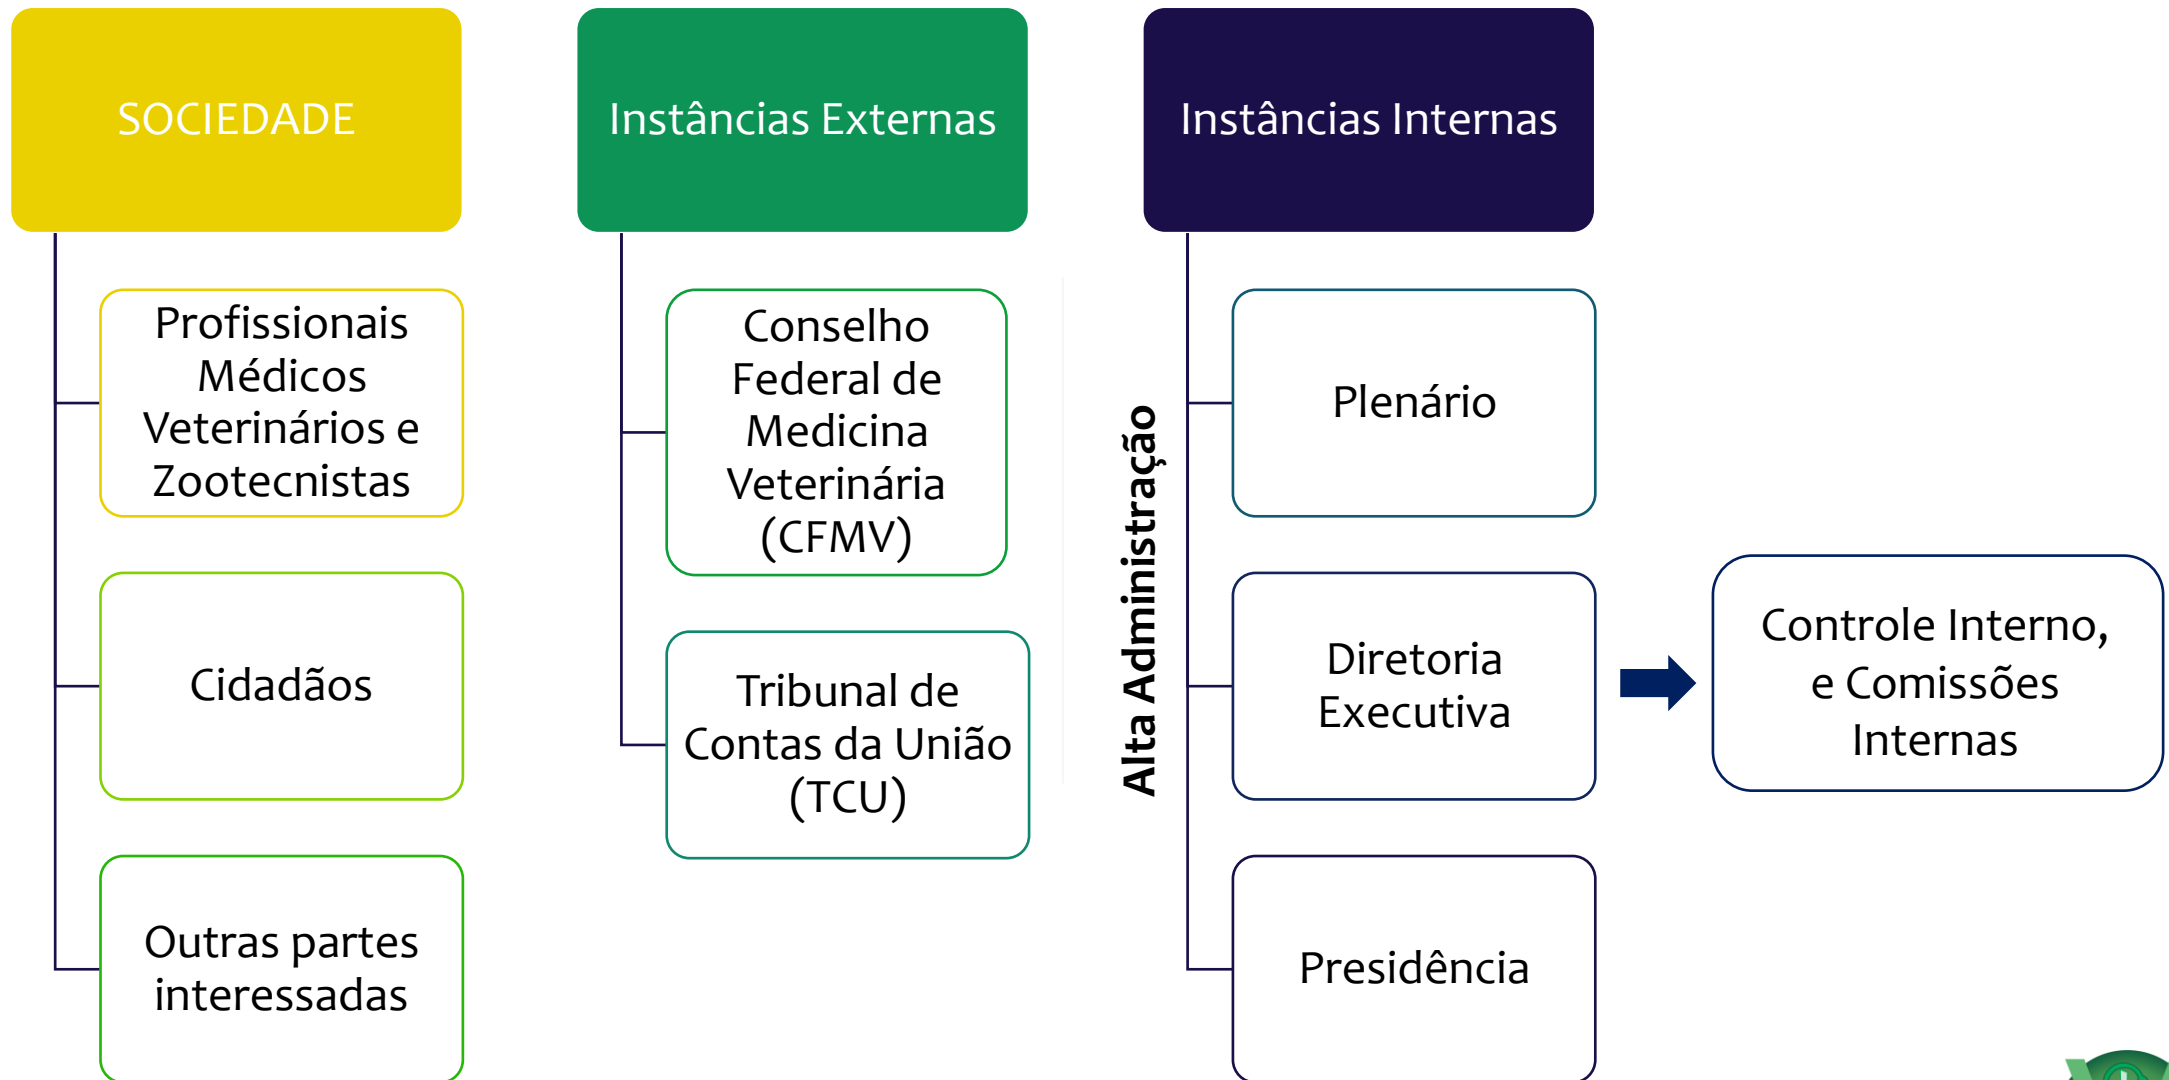 SOCIEDADE
Profissionais
Médicos
Veterinários e
Zootecnistas
Cidadãos
Outras partes
interessadas
Instâncias Externas
Conselho
Federal de
Medicina
Veterinária
(CFMV)
Tribunal de
Contas da União
(TCU)
Instâncias Internas
Alta Administração
Plenário
Diretoria
Executiva
Presidência
Controle Interno,
e Comissões
Internas